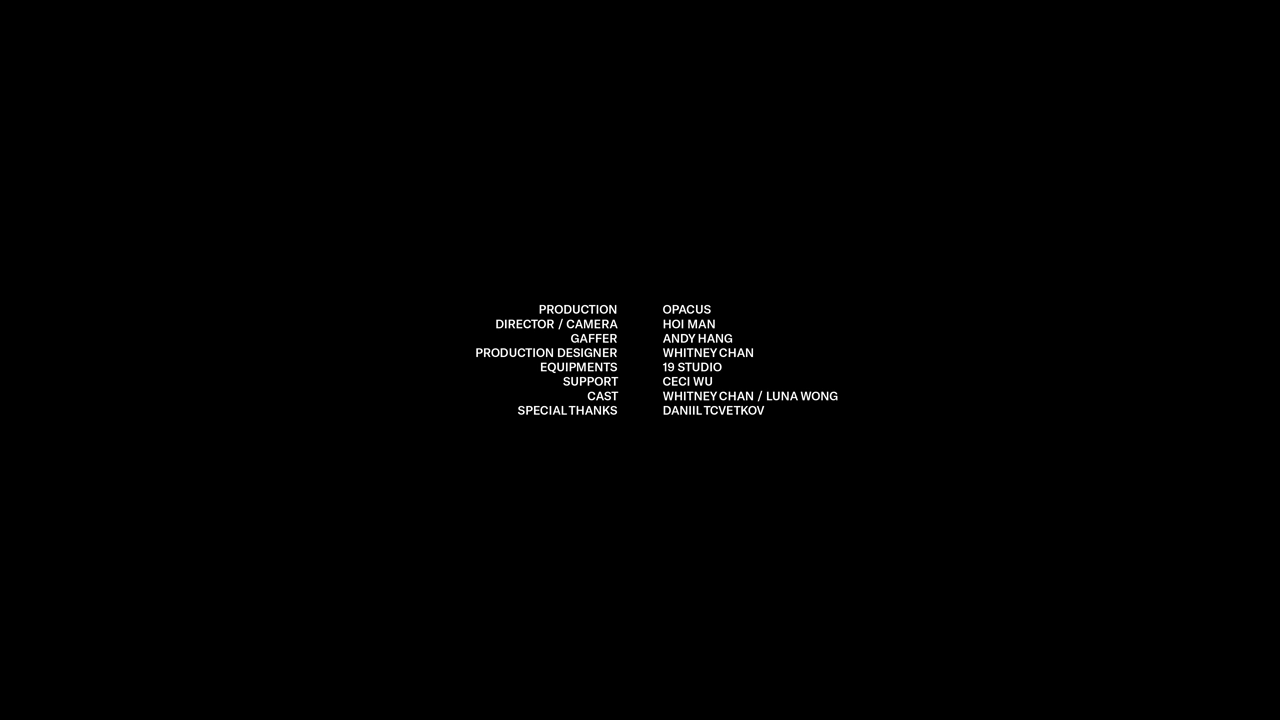 PRODUCTION OPACUS
DIRECTOR / CAMERA HOI MAN
GAFFER ANDY HANG
PRODUCTION DESIGNER WHITNEY CHAN
EQUIPMENTS 19 STUDIO
SUPPORT CECI WU
CAST WHITNEY CHAN / LUNA WONG
SPECIAL THANKS DANIIL TCVETKOV